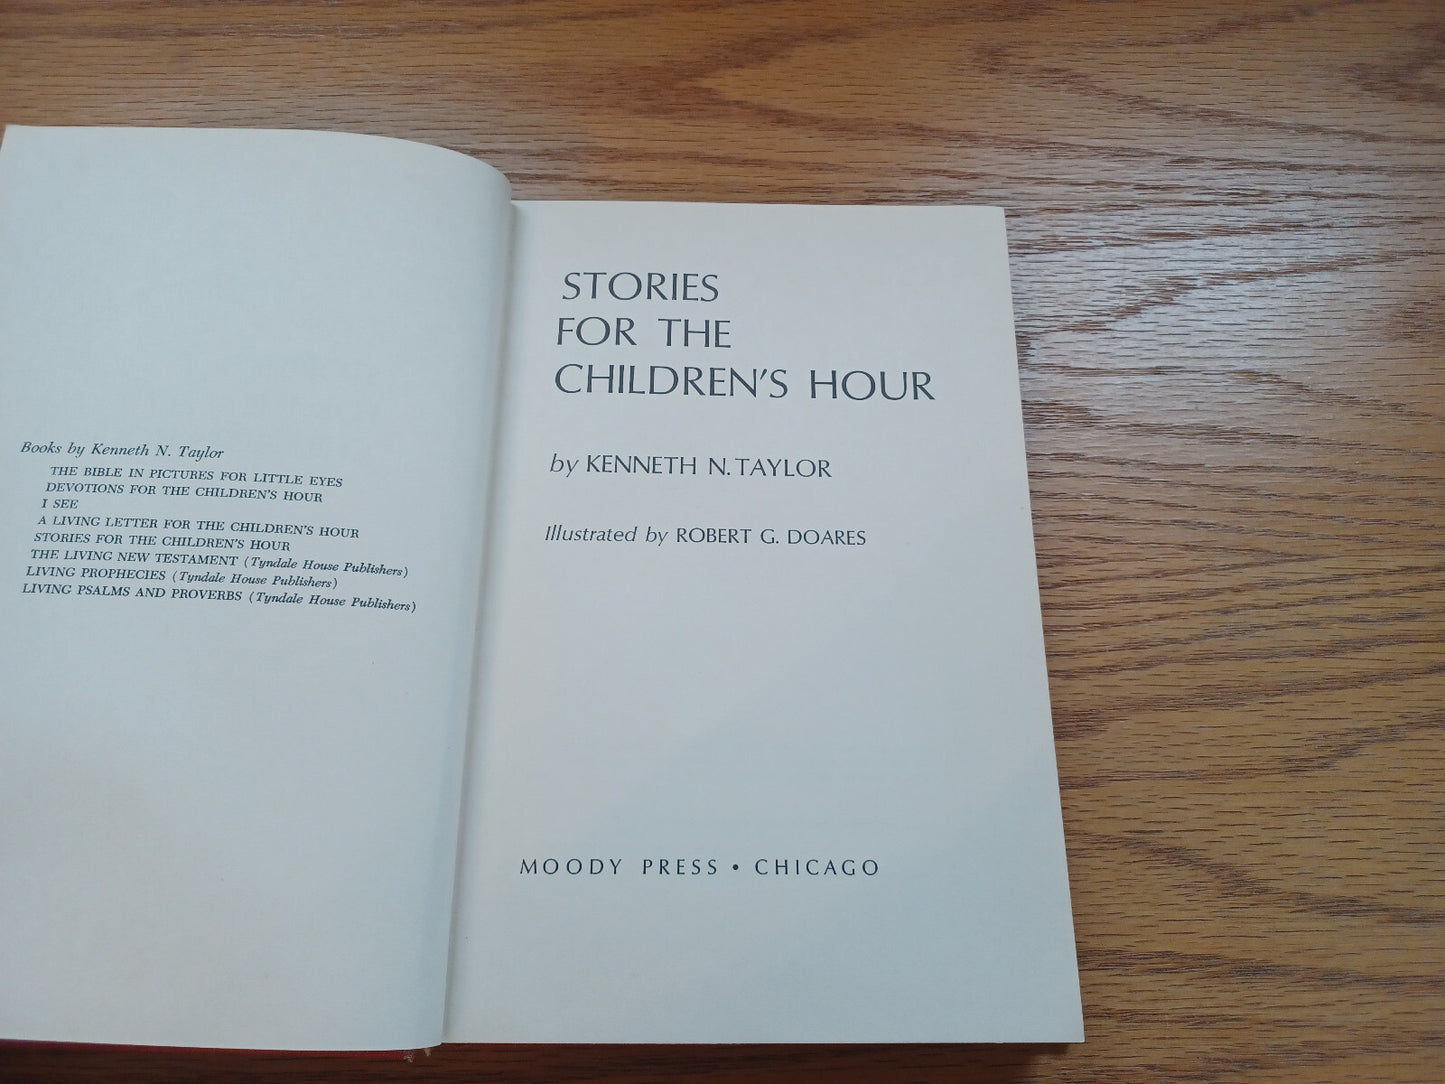 Books by Kenneth N. Taylor
THE BIBLE IN PICTURES FOR LITTLE EYES
DEVOTIONS FOR THE CHILDREN'S HOUR
I SEE
A LIVING LETTER FOR THE CHILDREN'S HOUR
STORIES FOR THE CHILDREN'S HOUR
THE LIVING NEW TESTAMENT (Tyndale House Publishers)
LIVING PROPHECIES (Tyndale House Publishers)
LIVING PSALMS AND PROVERBS (Tyndale House Publishers)
STORIES
FOR THE
CHILDREN'S HOUR
by KENNETH N. TAYLOR
Illustrated by ROBERT G. DOARES
MOODY PRESS • CHICAGO